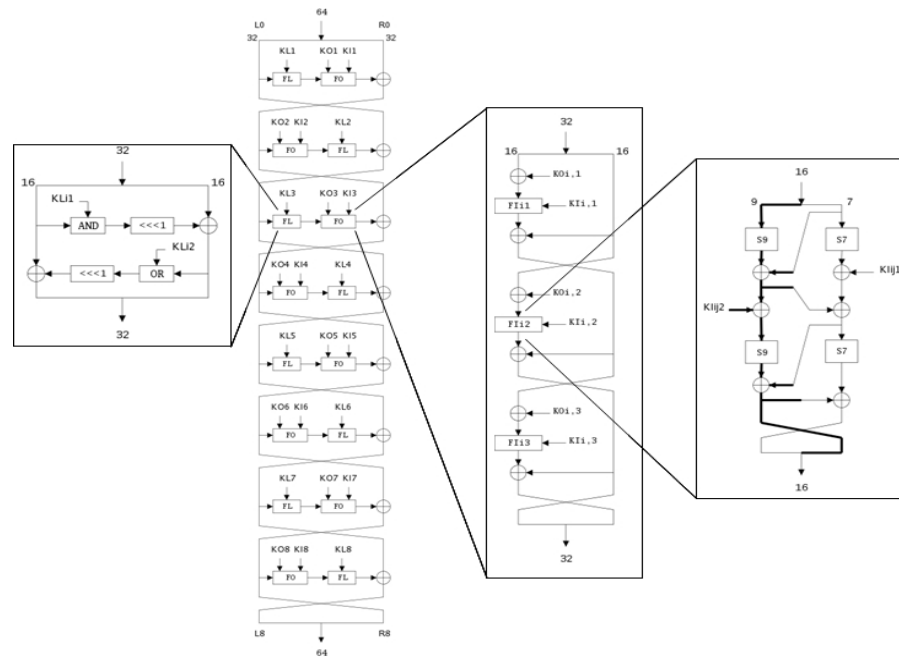 64
L0 R0
32 32
KL1 KO1 KI1
FL FO
KO2 KI2 KL2
FO FL
KL3 KO3 KI3
FL FO
KO4 KI4 KL4
FO FL
KL5 KO5 KI5
FL FO
KO6 KI6 KL6
FO FL
KL7 KO7 KI7
FL FO
KO8 KI8 KL8
FO FL
L8 R8
64
32
16 16
KLi1
AND <<<1
KLi2
<<<1 OR
32
32
16 16
KOi,1
FIi1 KIi,1
KOi,2
FIi2 KIi,2
KOi,3
FIi3 KIi,3
32
16
9 7
S9 S7
KIij1
KIij2
S9 S7
16